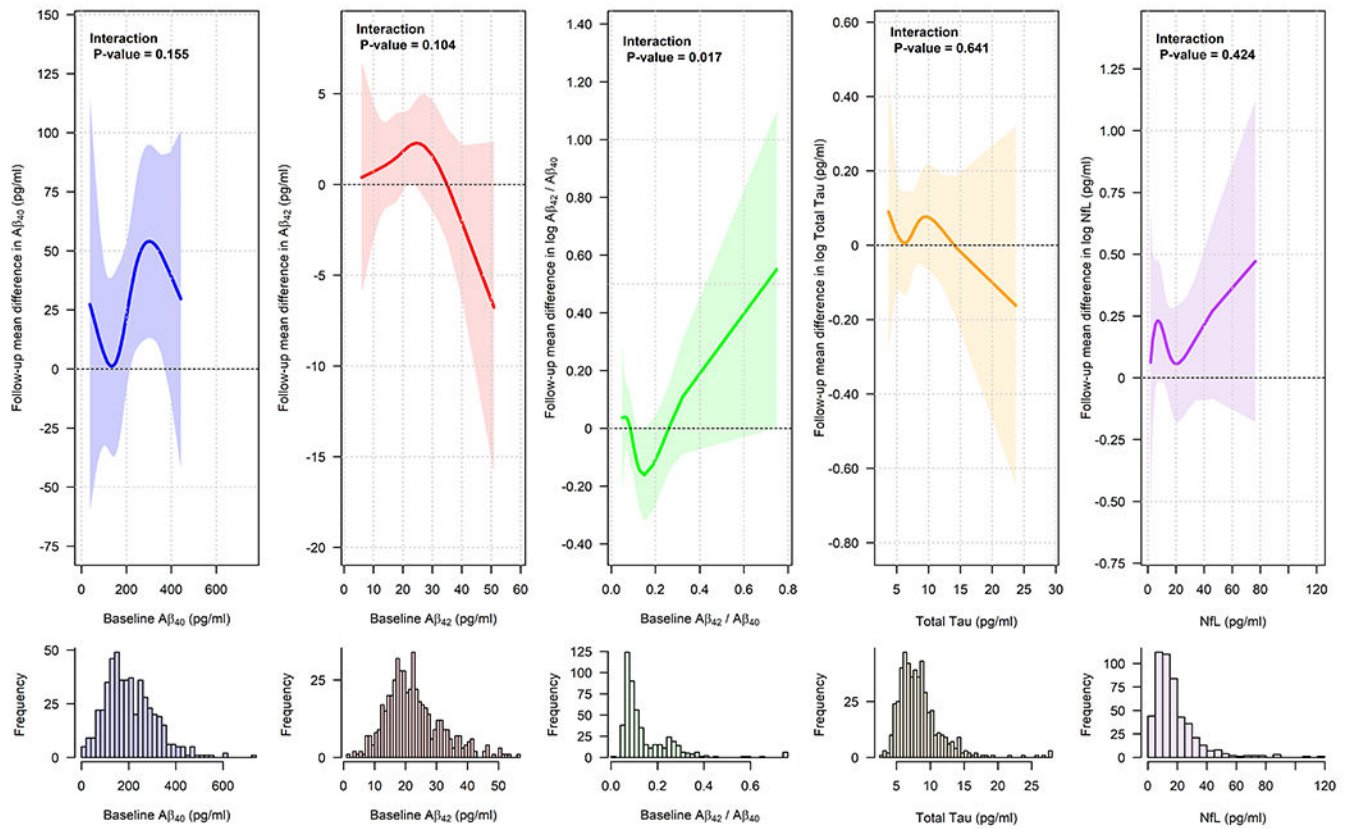 Interaction
P-value = 0.155
Follow-up mean difference in Aβ₄₀ (pg/ml)
150
125
100
75
50
25
0
−25
−50
−75
0 200 400 600
Baseline Aβ₄₀ (pg/ml)
Interaction
P-value = 0.104
Follow-up mean difference in Aβ₄₂ (pg/ml)
5
0
−5
−10
−15
−20
0 10 20 30 40 50 60
Baseline Aβ₄₂ (pg/ml)
Interaction
P-value = 0.017
Follow-up mean difference in log Aβ₄₂ / Aβ₄₀
1.40
1.20
1.00
0.80
0.60
0.40
0.20
0
−0.20
−0.40
0.0 0.2 0.4 0.6 0.8
Baseline Aβ₄₂ / Aβ₄₀
Interaction
P-value = 0.641
Follow-up mean difference in log Total Tau (pg/ml)
0.60
0.40
0.20
0
−0.20
−0.40
−0.60
−0.80
5 10 15 20 25 30
Total Tau (pg/ml)
Interaction
P-value = 0.424
Follow-up mean difference in log NfL (pg/ml)
1.25
1.00
0.75
0.50
0.25
0
−0.25
−0.50
−0.75
0 20 40 60 80 120
NfL (pg/ml)
Frequency
50
25
0
0 200 400 600
Baseline Aβ₄₀ (pg/ml)
Frequency
25
0
0 10 20 30 40 50
Baseline Aβ₄₂ (pg/ml)
Frequency
125
100
75
50
25
0
0.0 0.2 0.4 0.6
Baseline Aβ₄₂ / Aβ₄₀
Frequency
25
0
5 10 15 20 25
Total Tau (pg/ml)
Frequency
100
75
50
25
0
0 20 40 60 80 120
NfL (pg/ml)